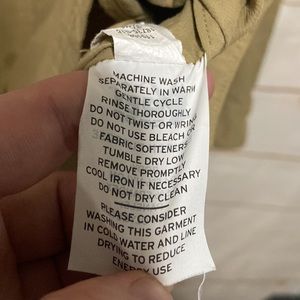 MACHINE WASH
SEPARATELY IN WARM
GENTLE CYCLE
RINSE THOROUGHLY
DO NOT TWIST OR WRING
DO NOT USE BLEACH OR
FABRIC SOFTENERS
TUMBLE DRY LOW
REMOVE PROMPTLY
COOL IRON IF NECESSARY
DO NOT DRY CLEAN
PLEASE CONSIDER
WASHING THIS GARMENT
IN COLD WATER AND LINE
DRYING TO REDUCE
ENERGY USE